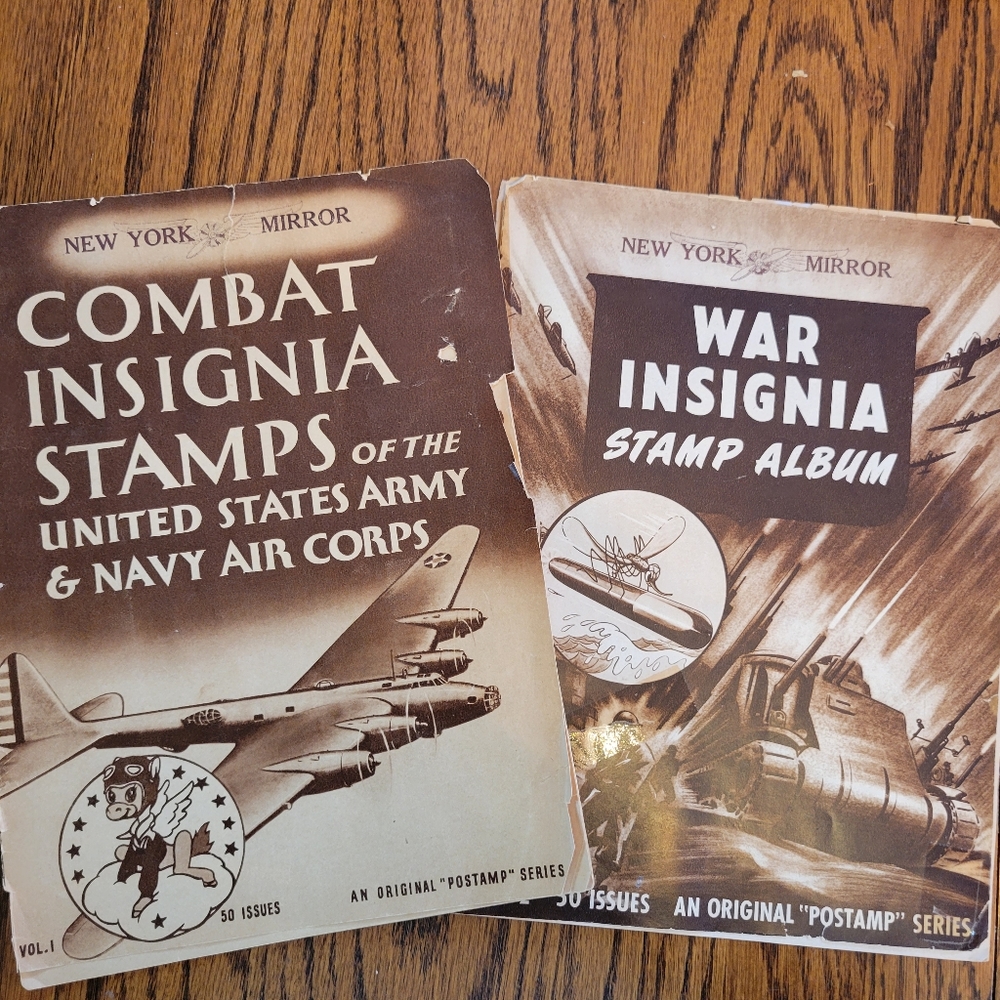 NEW YORK MIRROR
COMBAT
INSIGNIA
STAMPS OF THE
UNITED STATES ARMY
& NAVY AIR CORPS
AN ORIGINAL "POSTAMP" SERIES
50 ISSUES
VOL. I
NEW YORK MIRROR
WAR
INSIGNIA
STAMP ALBUM
50 ISSUES AN ORIGINAL "POSTAMP" SERIES